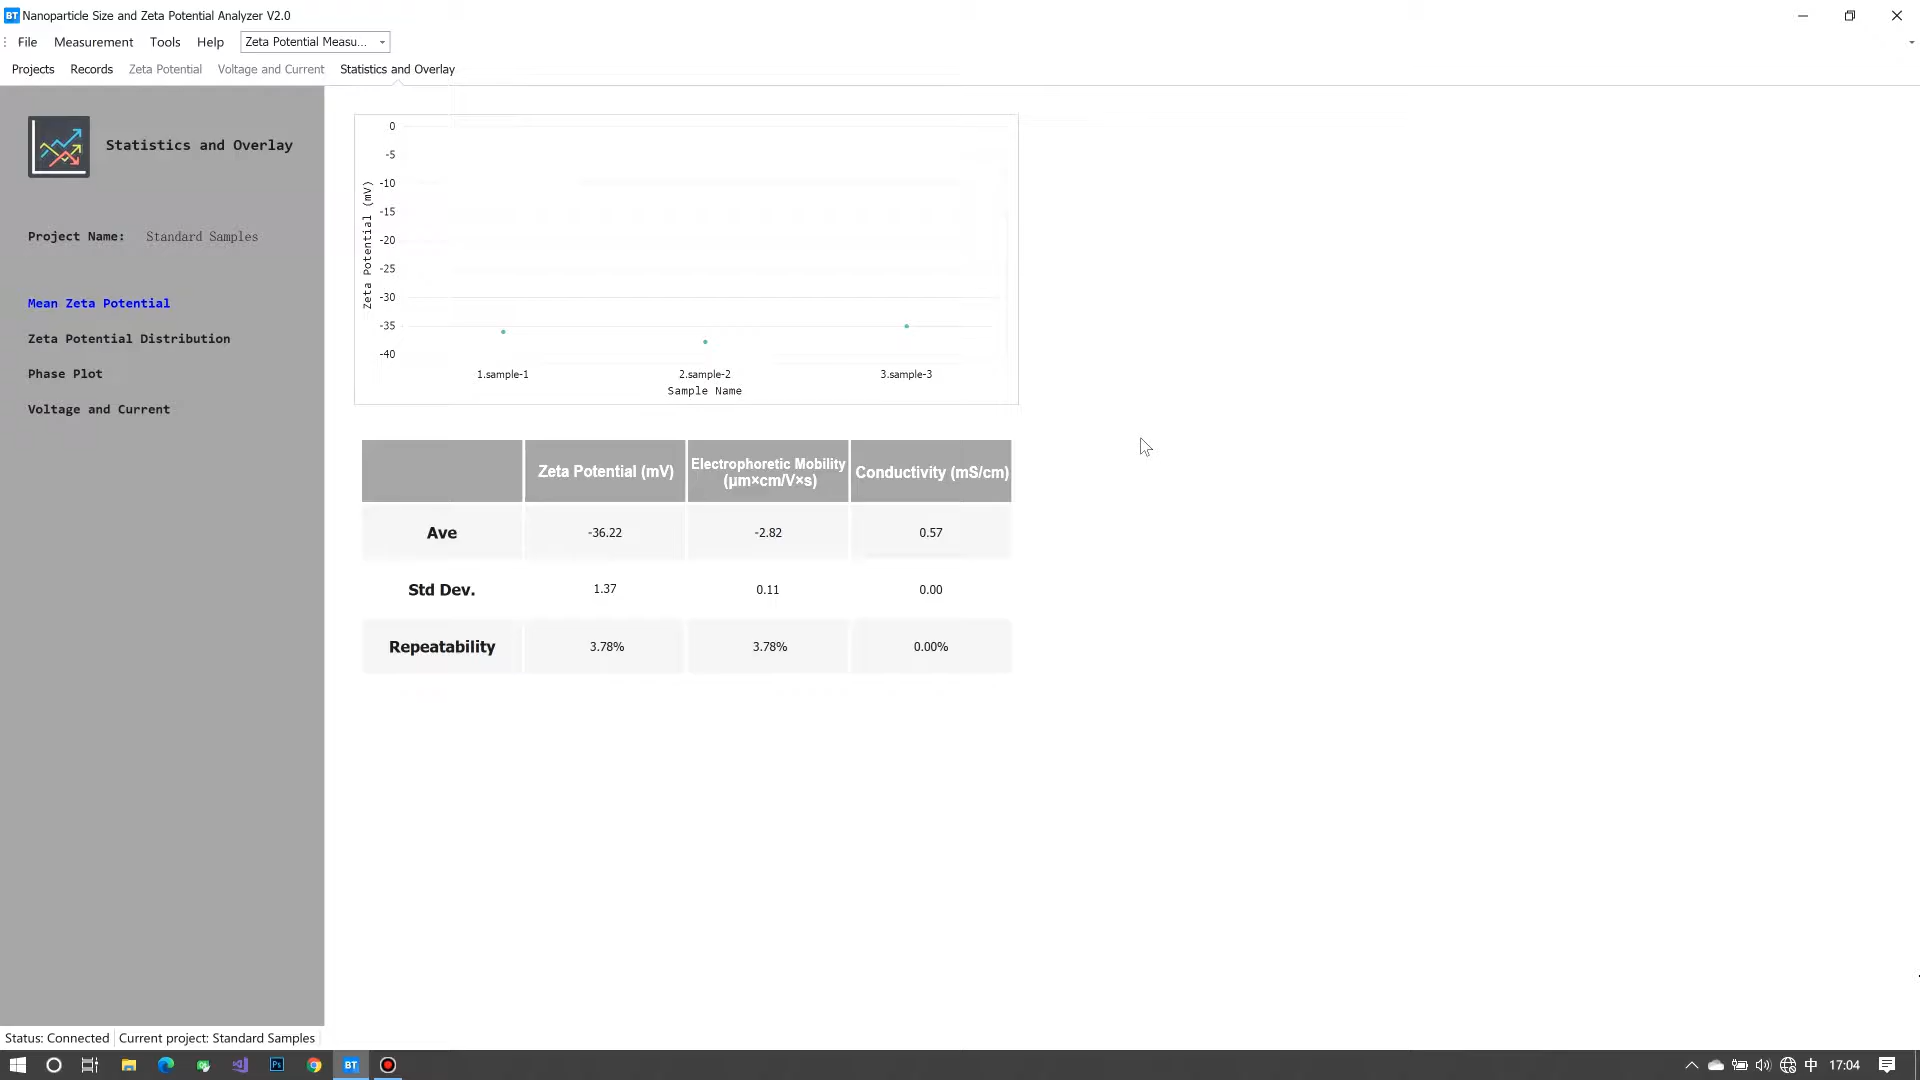 BT Nanoparticle Size and Zeta Potential Analyzer V2.0
File Measurement Tools Help Zeta Potential Measu...
Projects Records Zeta Potential Voltage and Current Statistics and Overlay
Statistics and Overlay
Project Name: Standard Samples
Mean Zeta Potential
Zeta Potential Distribution
Phase Plot
Voltage and Current
Zeta Potential (mV)
0
-5
-10
-15
-20
-25
-30
-35
-40
1.sample-1 2.sample-2 3.sample-3
Sample Name
Zeta Potential (mV) Electrophoretic Mobility (μm×cm/V×s) Conductivity (mS/cm)
Ave -36.22 -2.82 0.57
Std Dev. 1.37 0.11 0.00
Repeatability 3.78% 3.78% 0.00%
Status: Connected Current project: Standard Samples
Ps BT 中 17:04